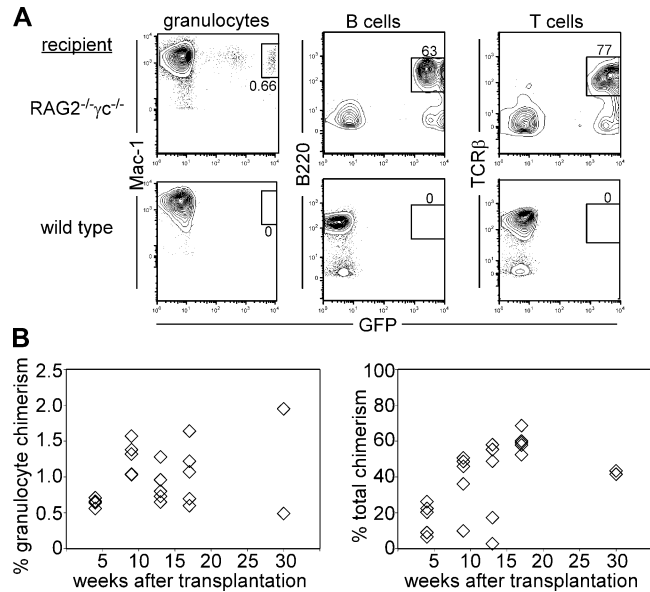 A
granulocytes B cells T cells
recipient
RAG2-/-γc-/-
wild type
Mac-1
B220
TCRβ
0.66
63
77
0
0
0
GFP
B
% granulocyte chimerism
2.5
2.0
1.5
1.0
0.5
0
5 10 15 20 25 30
weeks after transplantation
% total chimerism
100
80
60
40
20
0
5 10 15 20 25 30
weeks after transplantation